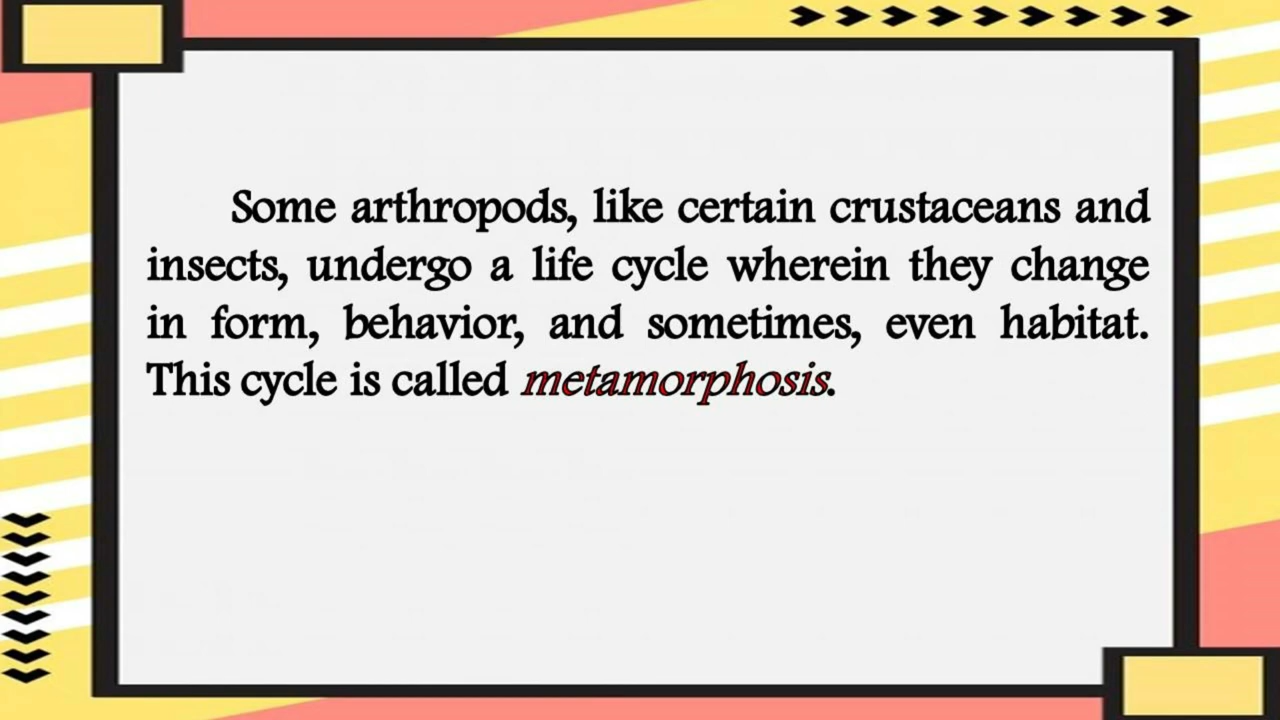 Some arthropods, like certain crustaceans and
insects, undergo a life cycle wherein they change
in form, behavior, and sometimes, even habitat.
This cycle is called metamorphosis.